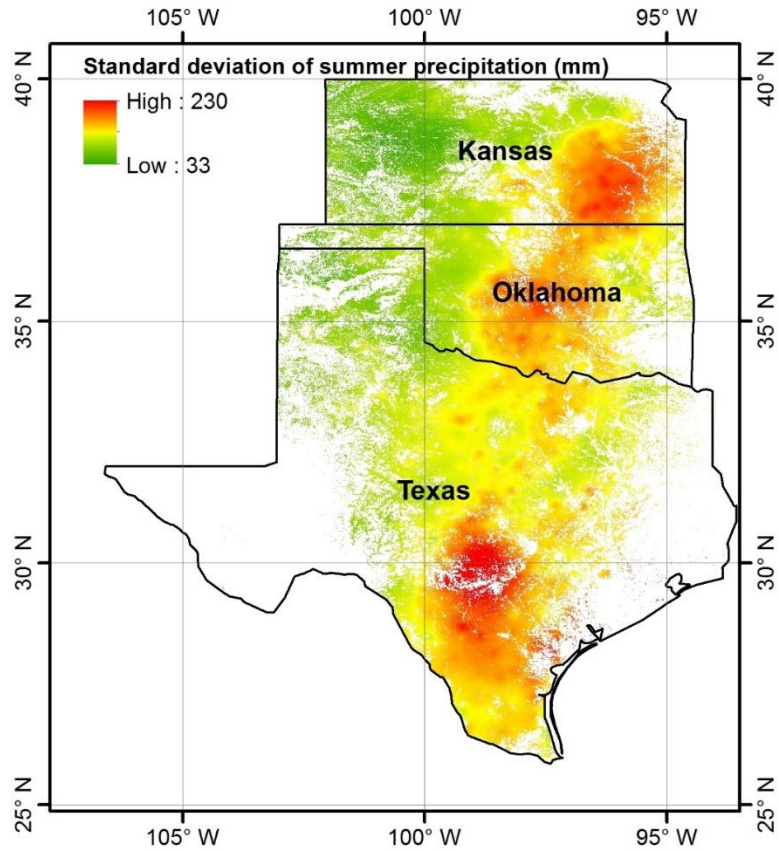 105° W 100° W 95° W
40° N 40° N
Standard deviation of summer precipitation (mm)
High : 230
Low : 33
Kansas
Oklahoma
35° N 35° N
Texas
30° N 30° N
25° N 25° N
105° W 100° W 95° W